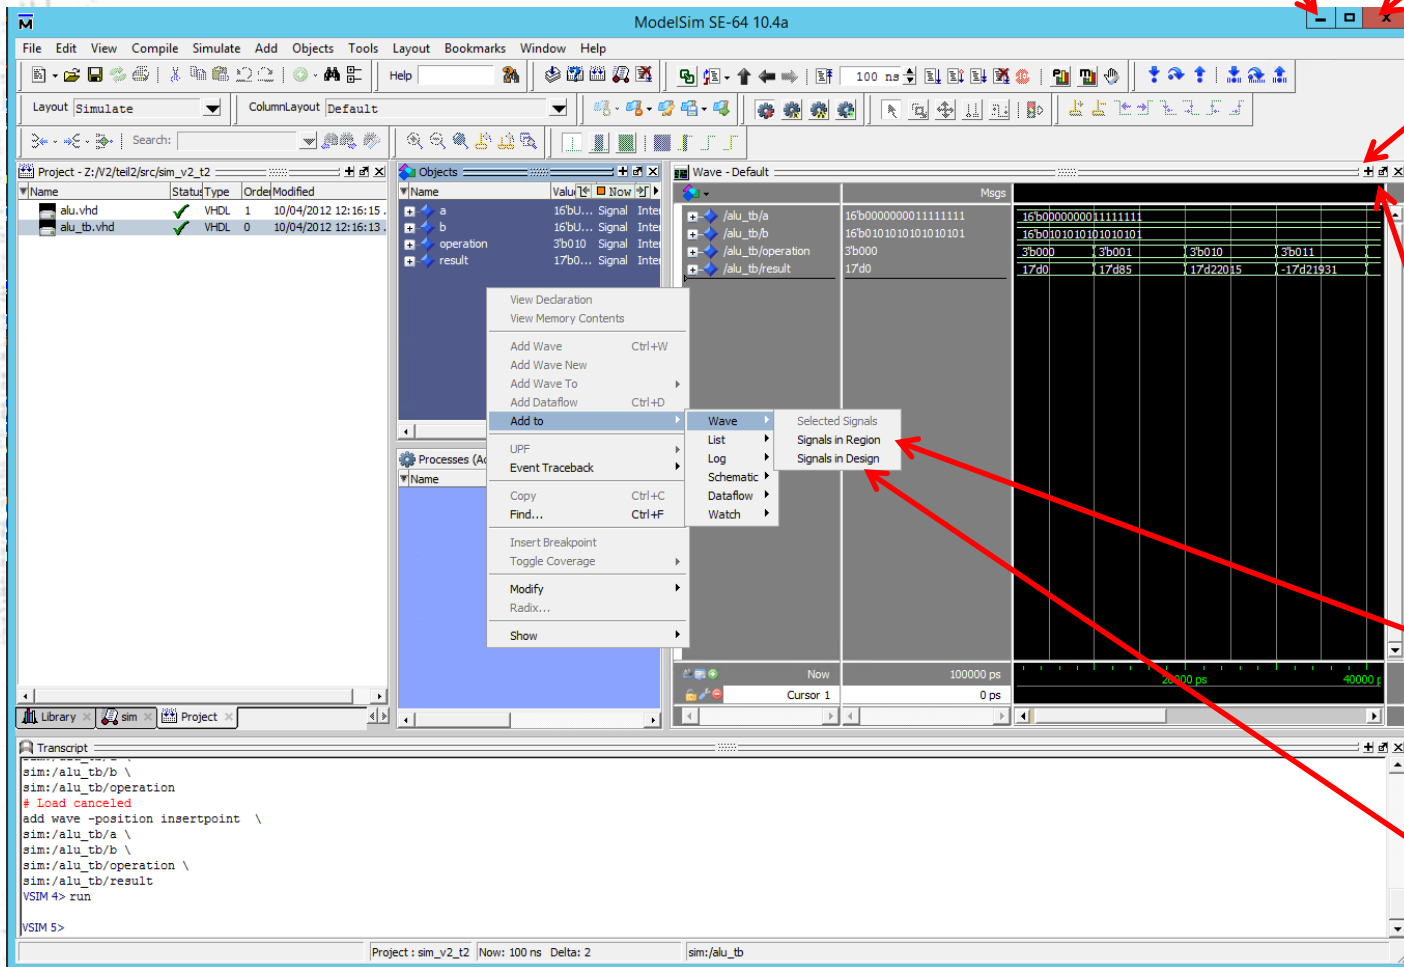 ModelSim SE-64 10.4a
File Edit View Compile Simulate Add Objects Tools Layout Bookmarks Window Help
Help
100 ns
Layout Simulate
ColumnLayout Default
Search:
Project - Z:/V2/teil2/src/sim_v2_t2
Name Status Type Order Modified
alu.vhd VHDL 1 10/04/2012 12:16:15
alu_tb.vhd VHDL 0 10/04/2012 12:16:13
Library
sim
Project
Objects
Name Now
a 16'bU... Signal
b 16'bU... Signal
operation 3'b010 Signal
result 17'b0... Signal
Name
View Declaration
View Memory Contents
Add Wave Ctrl+W
Add Wave New
Add Wave To
Add Dataflow Ctrl+D
Add to
UPF
Event Traceback
Copy Ctrl+C
Find... Ctrl+F
Insert Breakpoint
Toggle Coverage
Modify
Radix...
Show
Wave
List
Log
Schematic
Dataflow
Watch
Selected Signals
Signals in Region
Signals in Design
Wave - Default
Msgs
/alu_tb/a 16'b0000000011111111 16'b0000000011111111
/alu_tb/b 16'b0101010101010101 16'b0101010101010101
/alu_tb/operation 3'b000 3'b000 3'b001 3'b010 3'b011
/alu_tb/result 17'd0 17'd0 17'd85 17'd22015 -17'd21931
Now 100000 ps
Cursor 1 0 ps
Transcript
sim:/alu_tb/b \
sim:/alu_tb/operation
# Load canceled
add wave -position insertpoint \
sim:/alu_tb/a \
sim:/alu_tb/b \
sim:/alu_tb/operation \
sim:/alu_tb/result
VSIM 4> run
VSIM 5>
Project : sim_v2_t2 Now: 100 ns Delta: 2 sim:/alu_tb